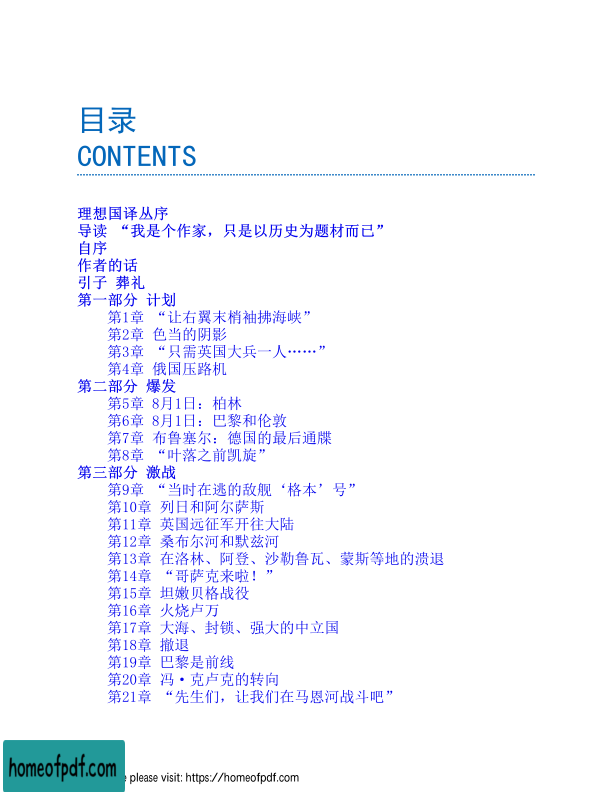 目录
CONTENTS
理想国译丛序
导读 “我是个作家，只是以历史为题材而已”
自序
作者的话
引子 葬礼
第一部分 计划
第1章 “让右翼末梢袖拂海峡”
第2章 色当的阴影
第3章 “只需英国大兵一人……”
第4章 俄国压路机
第二部分 爆发
第5章 8月1日：柏林
第6章 8月1日：巴黎和伦敦
第7章 布鲁塞尔：德国的最后通牒
第8章 “叶落之前凯旋”
第三部分 激战
第9章 “当时在逃的敌舰‘格本’号”
第10章 列日和阿尔萨斯
第11章 英国远征军开往大陆
第12章 桑布尔河和默兹河
第13章 在洛林、阿登、沙勒鲁瓦、蒙斯等地的溃退
第14章 “哥萨克来啦！”
第15章 坦嫩贝格战役
第16章 火烧卢万
第17章 大海、封锁、强大的中立国
第18章 撤退
第19章 巴黎是前线
第20章 冯·克卢克的转向
第21章 “先生们，让我们在马恩河战斗吧”
homeofpdf.com
please visit: https://homeofpdf.com